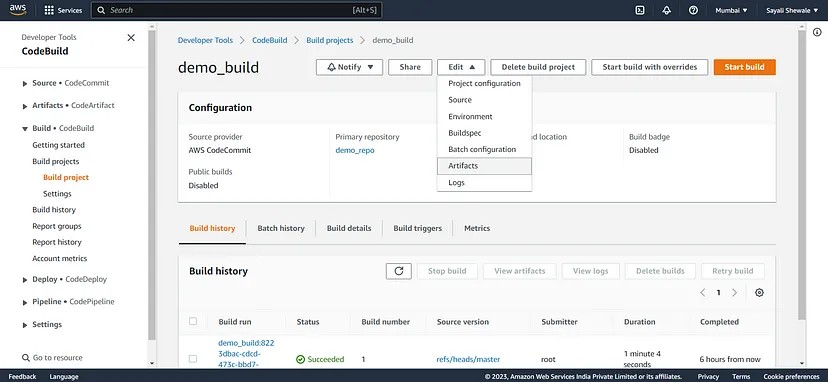 aws
Services
Search
[Alt+S]
Mumbai
Sayali Shewale
Developer Tools
CodeBuild
Source • CodeCommit
Artifacts • CodeArtifact
Build • CodeBuild
Getting started
Build projects
Build project
Settings
Build history
Report groups
Report history
Account metrics
Deploy • CodeDeploy
Pipeline • CodePipeline
Settings
Go to resource
Developer Tools > CodeBuild > Build projects > demo_build
demo_build
Notify
Share
Edit
Delete build project
Start build with overrides
Start build
Project configuration
Source
Environment
Buildspec
Batch configuration
Artifacts
Logs
Configuration
Source provider
AWS CodeCommit
Primary repository
demo_repo
d location
Build badge
Disabled
Public builds
Disabled
Build history
Batch history
Build details
Build triggers
Metrics
Build history
Stop build
View artifacts
View logs
Delete builds
Retry build
1
Build run
Status
Build number
Source version
Submitter
Duration
Completed
demo_build:822
3dbac-cdcd-
473c-bbd7-
Succeeded
1
refs/heads/master
root
1 minute 4
seconds
6 hours from now
Feedback
Language
© 2023, Amazon Web Services India Private Limited or its affiliates.
Privacy
Terms
Cookie preferences